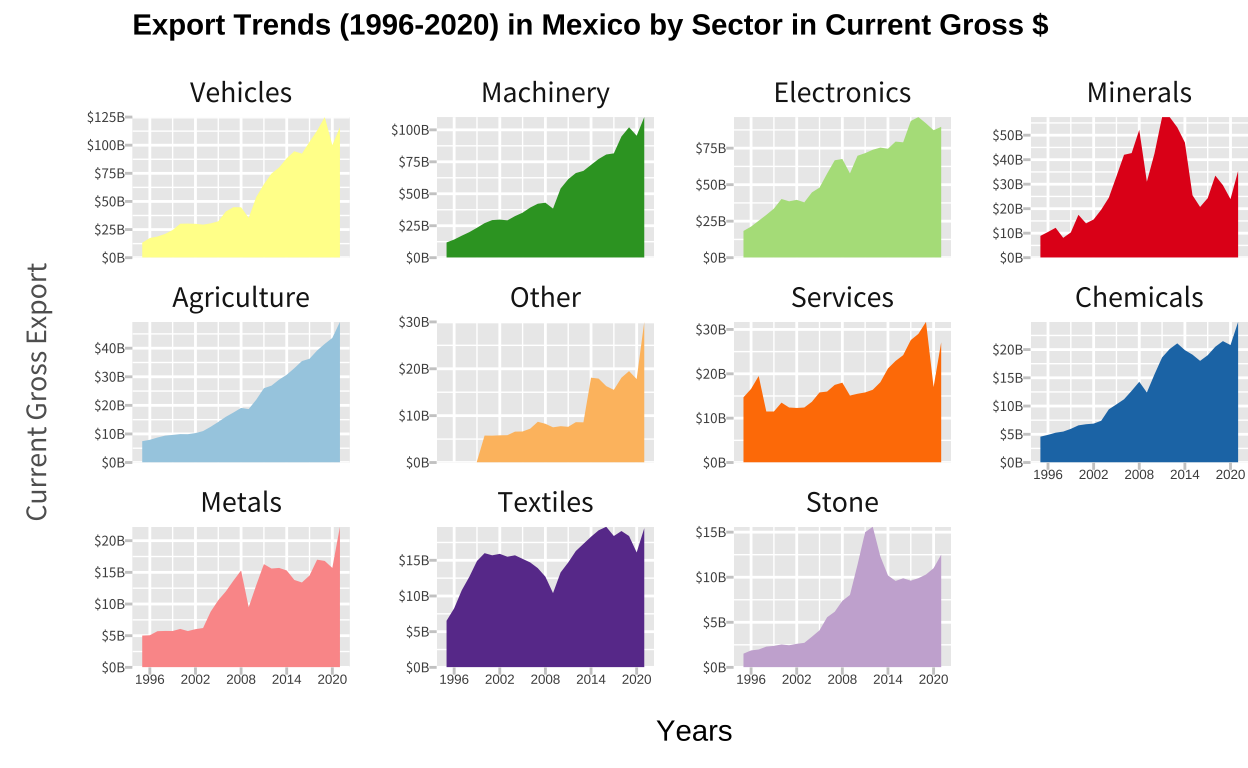 Export Trends (1996-2020) in Mexico by Sector in Current Gross $
Vehicles
Machinery
Electronics
Minerals
$125B
$100B
$75B
$50B
$25B
$0B
$100B
$75B
$50B
$25B
$0B
$75B
$50B
$25B
$0B
$50B
$40B
$30B
$20B
$10B
$0B
Agriculture
Other
Services
Chemicals
$40B
$30B
$20B
$10B
$0B
$30B
$20B
$10B
$0B
$30B
$20B
$10B
$0B
$20B
$15B
$10B
$5B
$0B
1996 2002 2008 2014 2020
Metals
Textiles
Stone
$20B
$15B
$10B
$5B
$0B
1996 2002 2008 2014 2020
$15B
$10B
$5B
$0B
1996 2002 2008 2014 2020
$15B
$10B
$5B
$0B
1996 2002 2008 2014 2020
Current Gross Export
Years